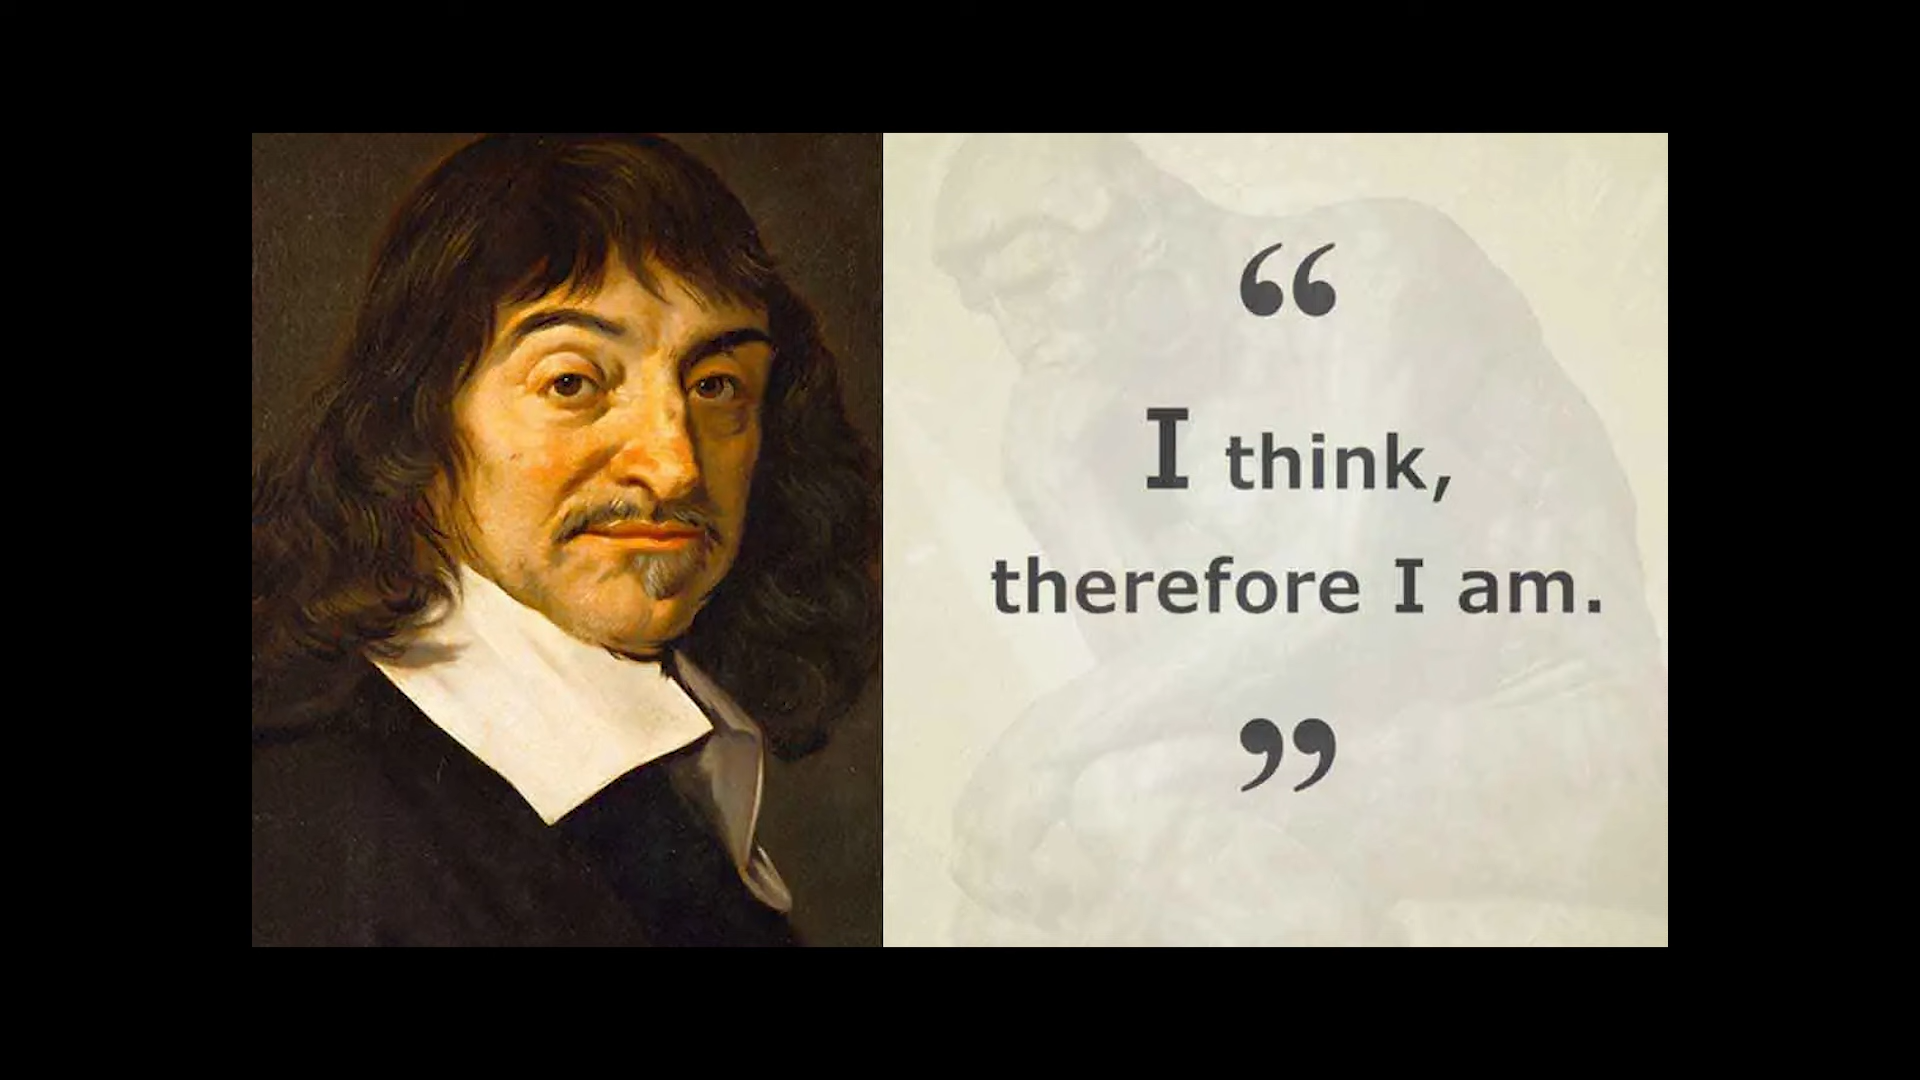 “
I think,
therefore I am.
”